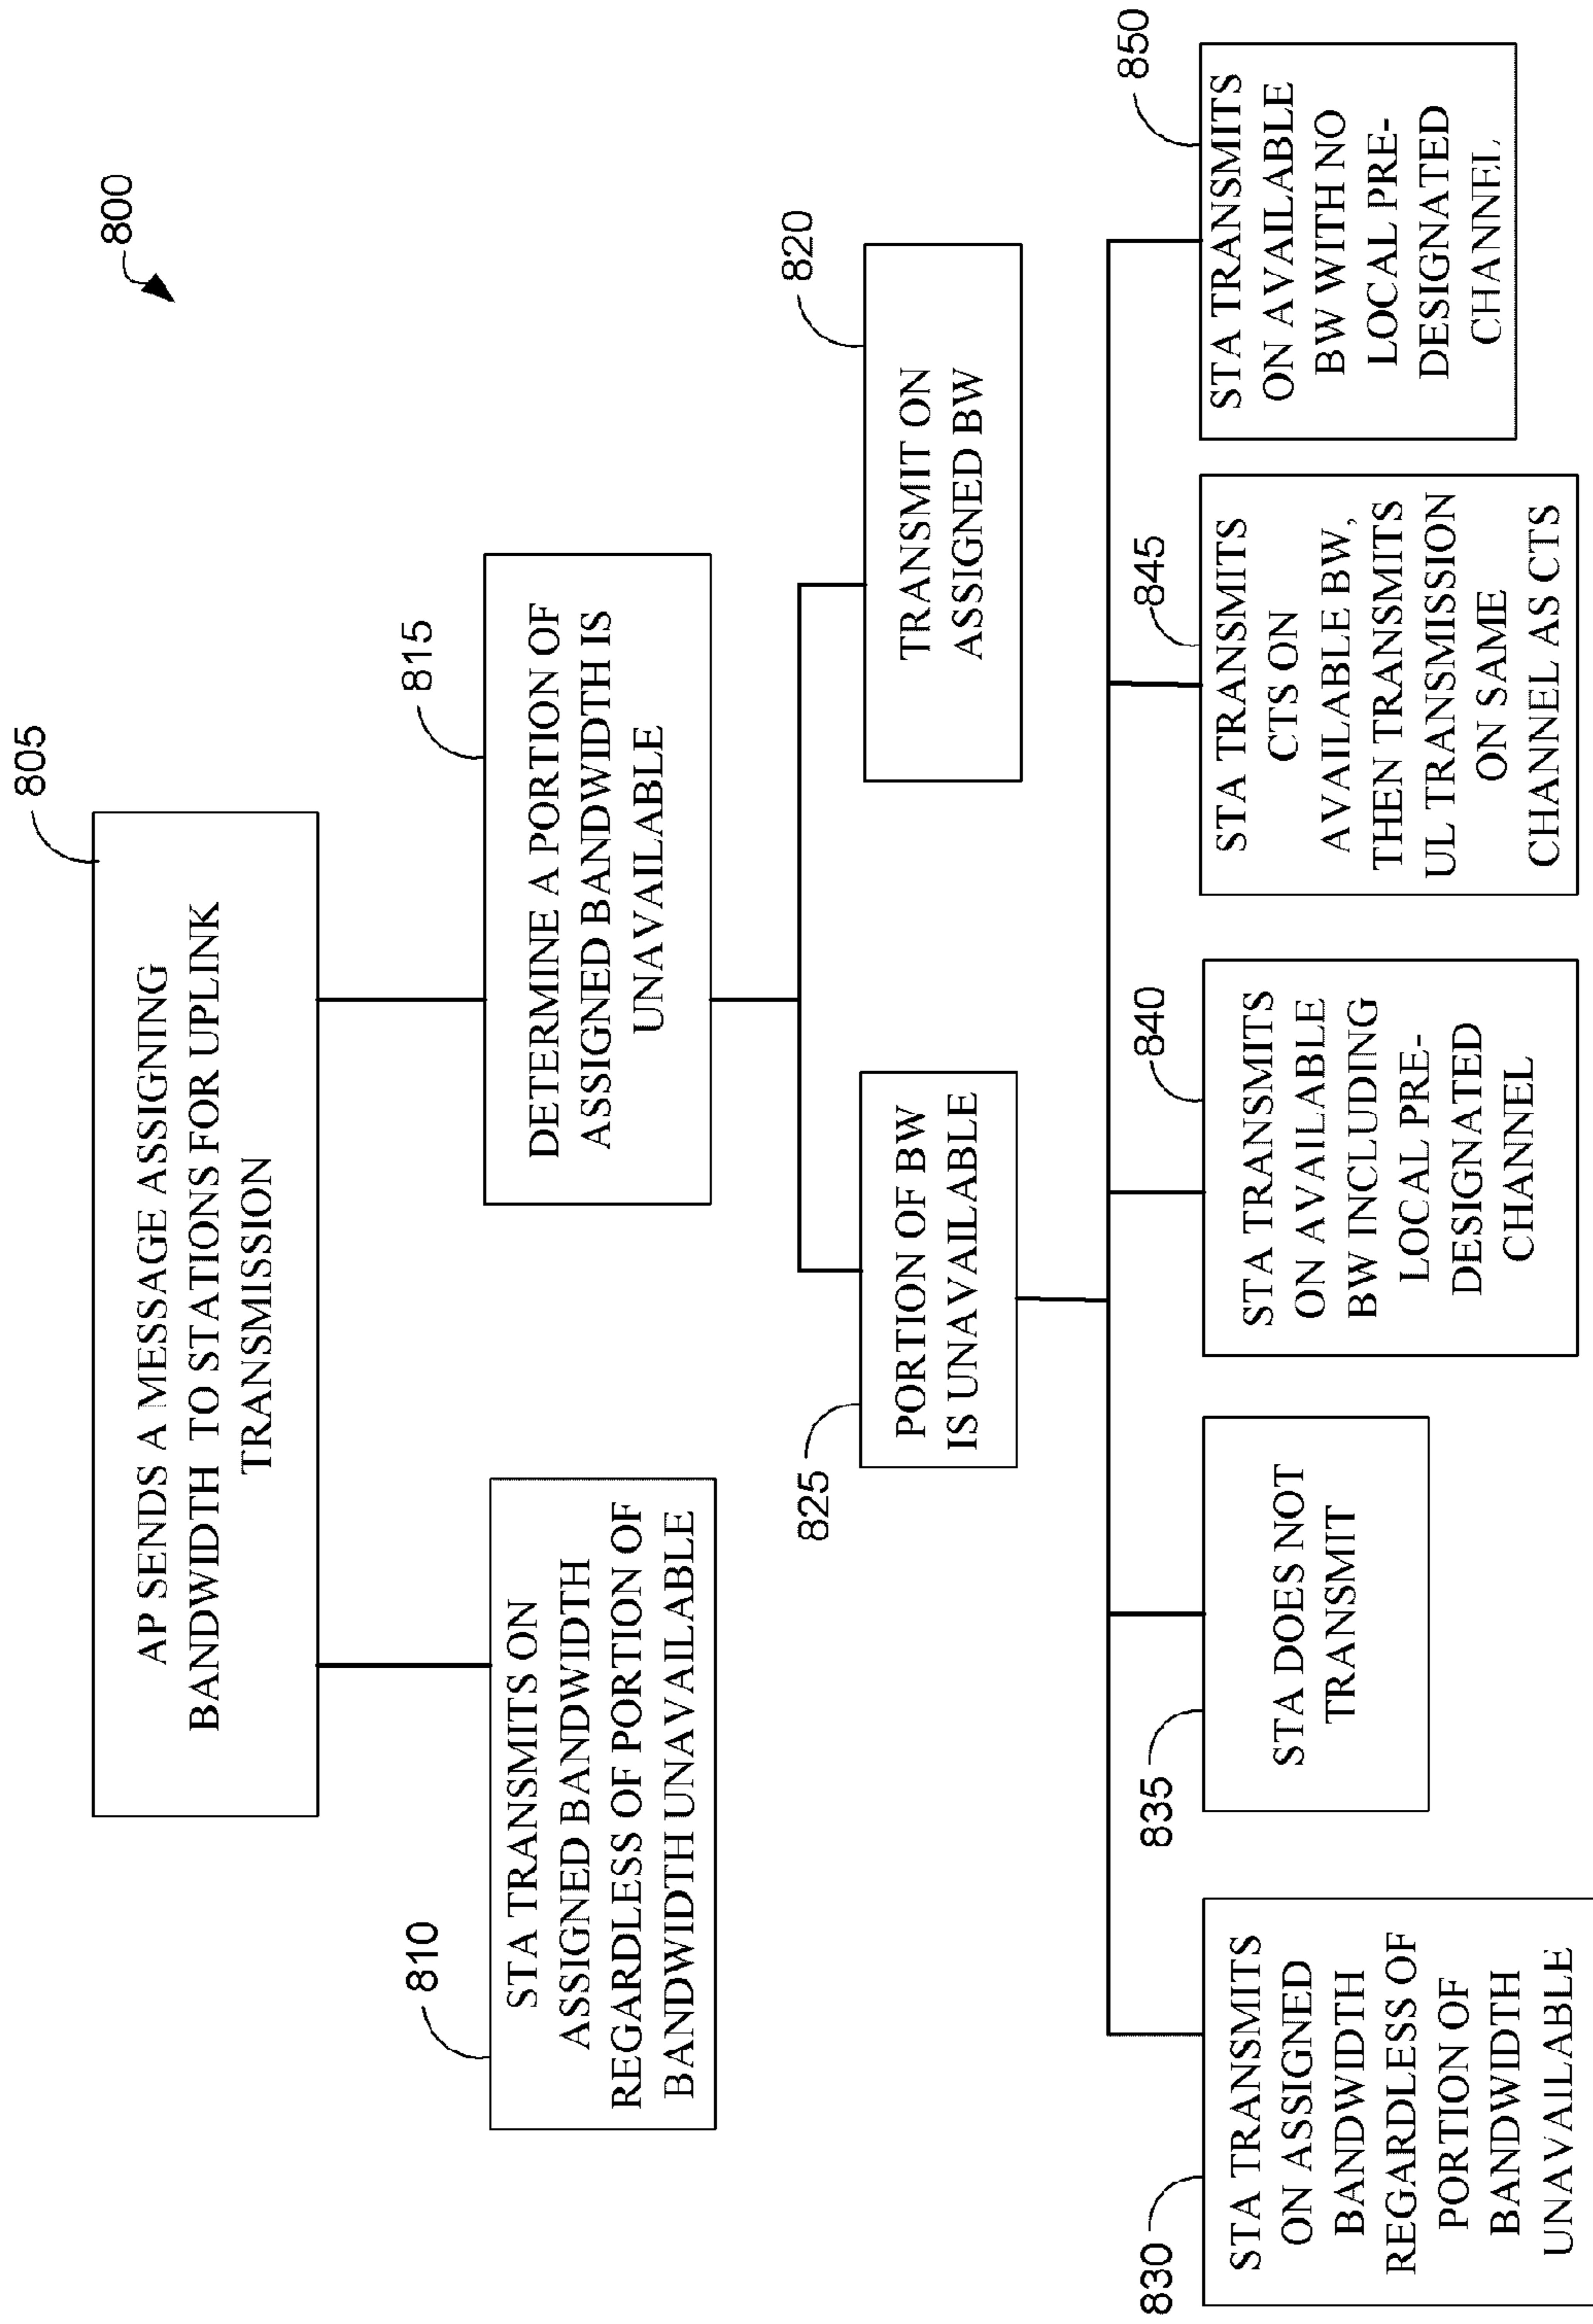 800
805
AP SENDS A MESSAGE ASSIGNING
BANDWIDTH TO STATIONS FOR UPLINK
TRANSMISSION
810
STA TRANSMITS ON
ASSIGNED BANDWIDTH
REGARDLESS OF PORTION OF
BANDWIDTH UNAVAILABLE
815
DETERMINE A PORTION OF
ASSIGNED BANDWIDTH IS
UNAVAILABLE
825
PORTION OF BW
IS UNAVAILABLE
820
TRANSMIT ON
ASSIGNED BW
830
STA TRANSMITS
ON ASSIGNED
BANDWIDTH
REGARDLESS OF
PORTION OF
BANDWIDTH
UNAVAILABLE
835
STA DOES NOT
TRANSMIT
840
STA TRANSMITS
ON AVAILABLE
BW INCLUDING
LOCAL PRE-
DESIGNATED
CHANNEL
845
STA TRANSMITS
CTS ON
AVAILABLE BW,
THEN TRANSMITS
UL TRANSMISSION
ON SAME
CHANNEL AS CTS
850
STA TRANSMITS
ON AVAILABLE
BW WITH NO
LOCAL PRE-
DESIGNATED
CHANNEL